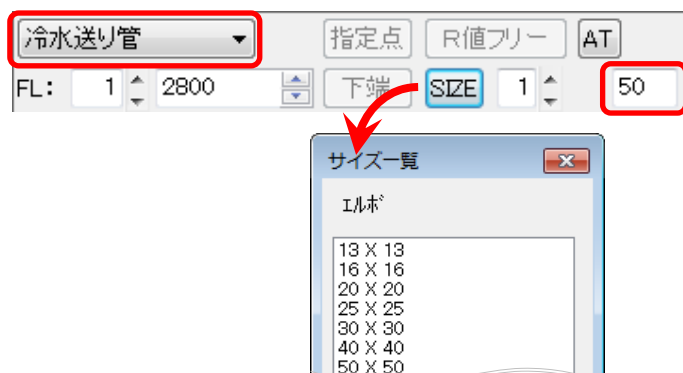 冷水送り管 指定点 R値フリー AT
FL: 1 2800 下端 SIZE 1 50
サイズ一覧
エルボ
13 X 13
16 X 16
20 X 20
25 X 25
30 X 30
40 X 40
50 X 50